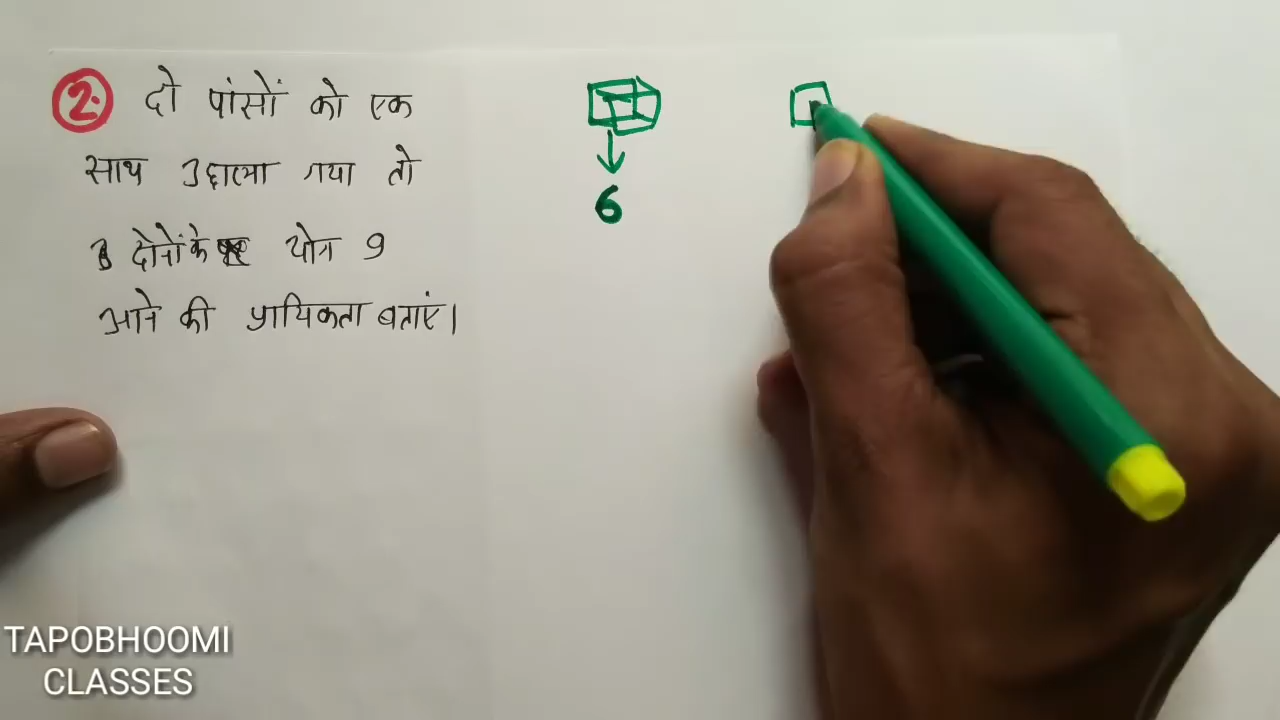 2. दो पांसों को एक
साथ उछाला गया तो
दोनों के योग 9
आने की प्रायिकता बताएं।
6
TAPOBHOOMI
CLASSES